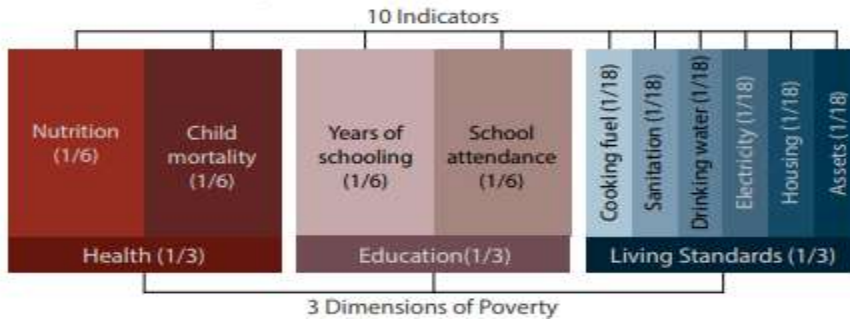 10 Indicators
Nutrition
(1/6)
Child
mortality
(1/6)
Years of
schooling
(1/6)
School
attendance
(1/6)
Cooking fuel (1/18)
Sanitation (1/18)
Drinking water (1/18)
Electricity (1/18)
Housing (1/18)
Assets (1/18)
Health (1/3)
Education(1/3)
Living Standards (1/3)
3 Dimensions of Poverty